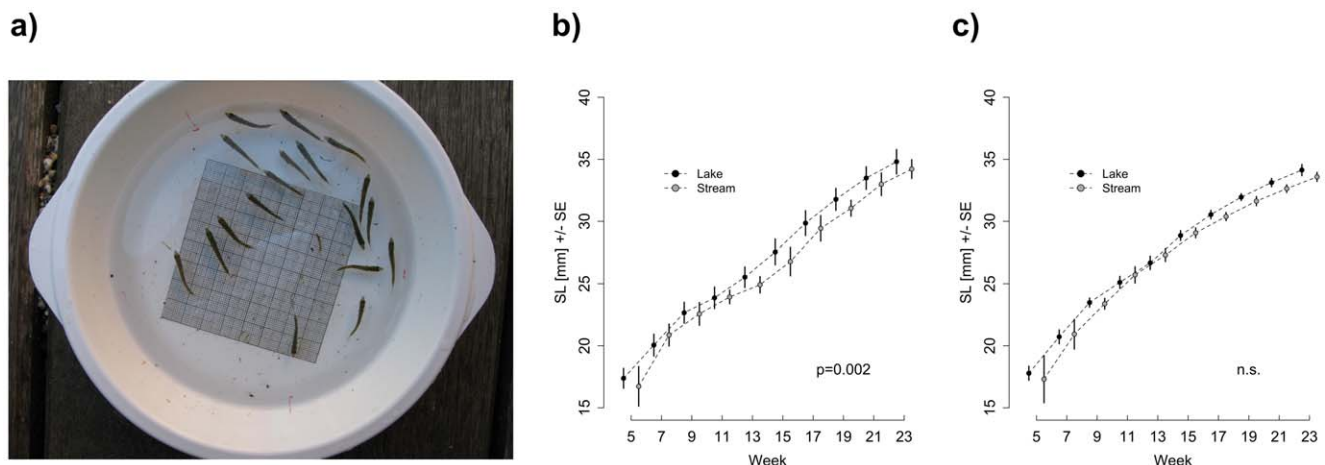 a)
b)
c)
40
35
30
25
20
15
SL [mm] +/- SE
Lake
Stream
p=0.002
5 7 9 11 13 15 17 19 21 23
Week
40
35
30
25
20
15
SL [mm] +/- SE
Lake
Stream
n.s.
5 7 9 11 13 15 17 19 21 23
Week